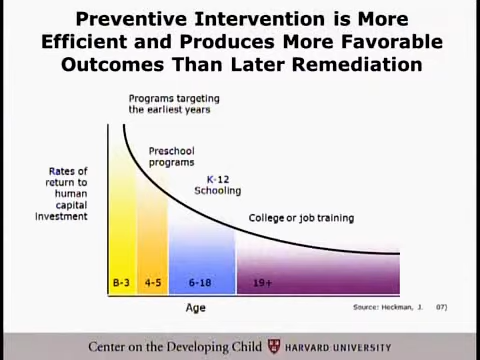 Preventive Intervention is More
Efficient and Produces More Favorable
Outcomes Than Later Remediation
Programs targeting
the earliest years
Preschool
programs
K-12
Schooling
College or job training
Rates of
return to
human
capital
investment
B-3 4-5 6-18 19+
Age
Source: Heckman, J. 07)
Center on the Developing Child HARVARD UNIVERSITY